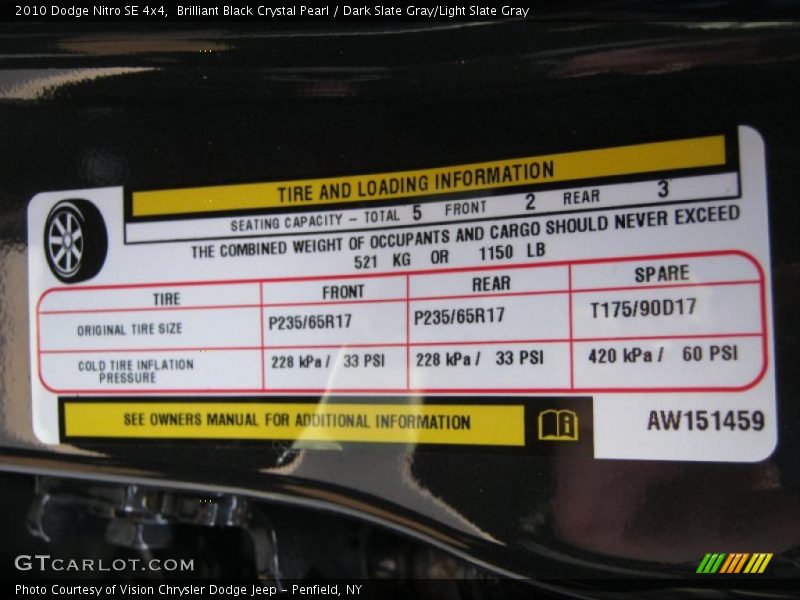 2010 Dodge Nitro SE 4x4,  Brilliant Black Crystal Pearl / Dark Slate Gray/Light Slate Gray
TIRE AND LOADING INFORMATION
SEATING CAPACITY – TOTAL 5 FRONT 2 REAR 3
THE COMBINED WEIGHT OF OCCUPANTS AND CARGO SHOULD NEVER EXCEED
521 KG OR 1150 LB
TIRE FRONT REAR SPARE
ORIGINAL TIRE SIZE P235/65R17 P235/65R17 T175/90D17
COLD TIRE INFLATION PRESSURE 228 kPa / 33 PSI 228 kPa / 33 PSI 420 kPa / 60 PSI
SEE OWNERS MANUAL FOR ADDITIONAL INFORMATION
AW151459
GTCARLOT.COM
Photo Courtesy of Vision Chrysler Dodge Jeep – Penfield, NY